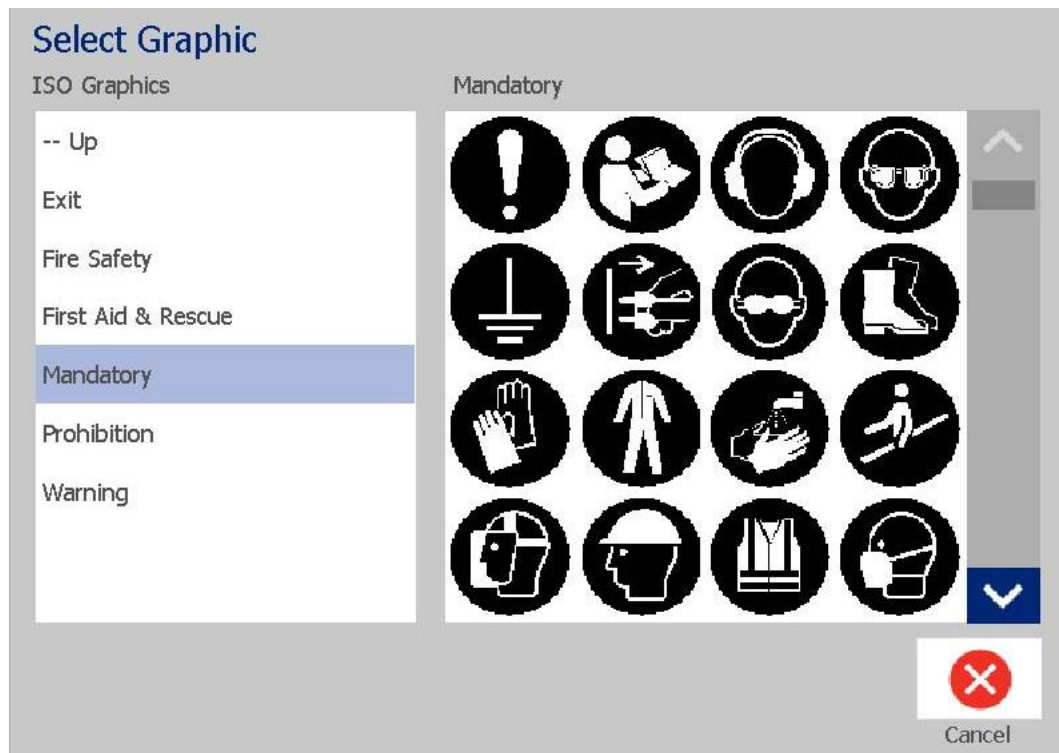 Select Graphic
ISO Graphics
Mandatory
-- Up
Exit
Fire Safety
First Aid & Rescue
Mandatory
Prohibition
Warning
Cancel